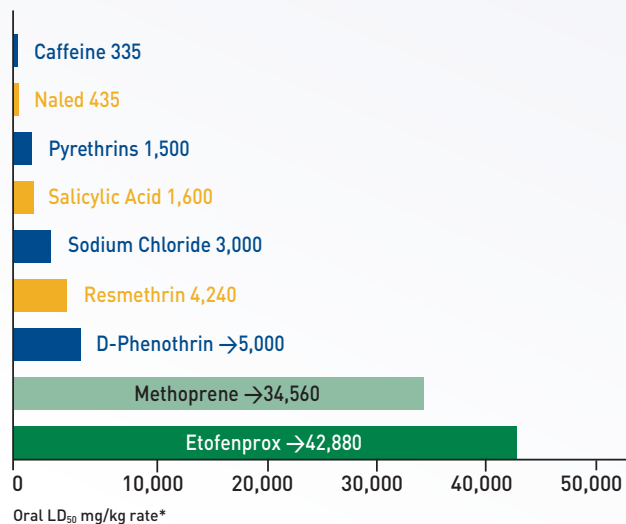 Caffeine 335
Naled 435
Pyrethrins 1,500
Salicylic Acid 1,600
Sodium Chloride 3,000
Resmethrin 4,240
D-Phenothrin →5,000
Methoprene →34,560
Etofenprox →42,880
0 10,000 20,000 30,000 40,000 50,000
Oral LD₅₀ mg/kg rate*